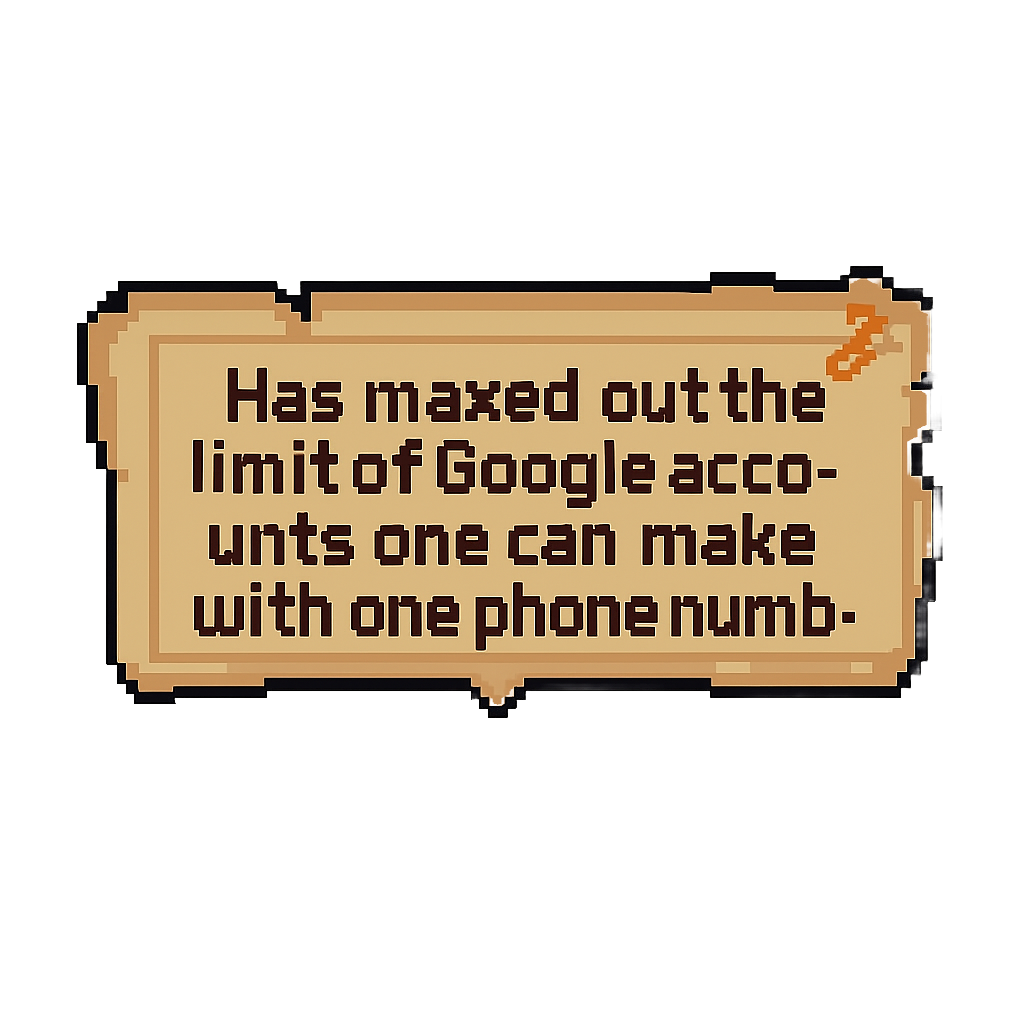 Has maxed out the
limit of Google acco-
unts one can make
with one phone numb.